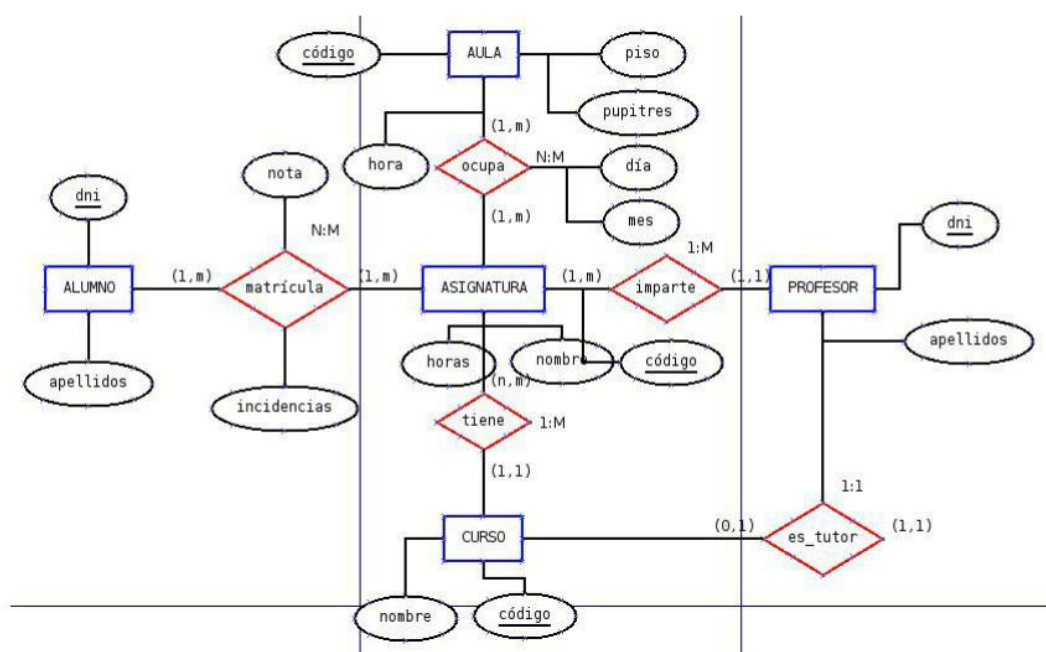 código
AULA
piso
pupitres
(1,m)
hora
ocupa
N:M
día
nota
mes
(1,m)
dni
N:M
1:M
dni
ALUMNO
(1,m)
matrícula
(1,m)
ASIGNATURA
(1,m)
imparte
(1,1)
PROFESOR
apellidos
horas
nombre
código
apellidos
(n,m)
incidencias
tiene
1:M
(1,1)
1:1
CURSO
(0,1)
es_tutor
(1,1)
nombre
código